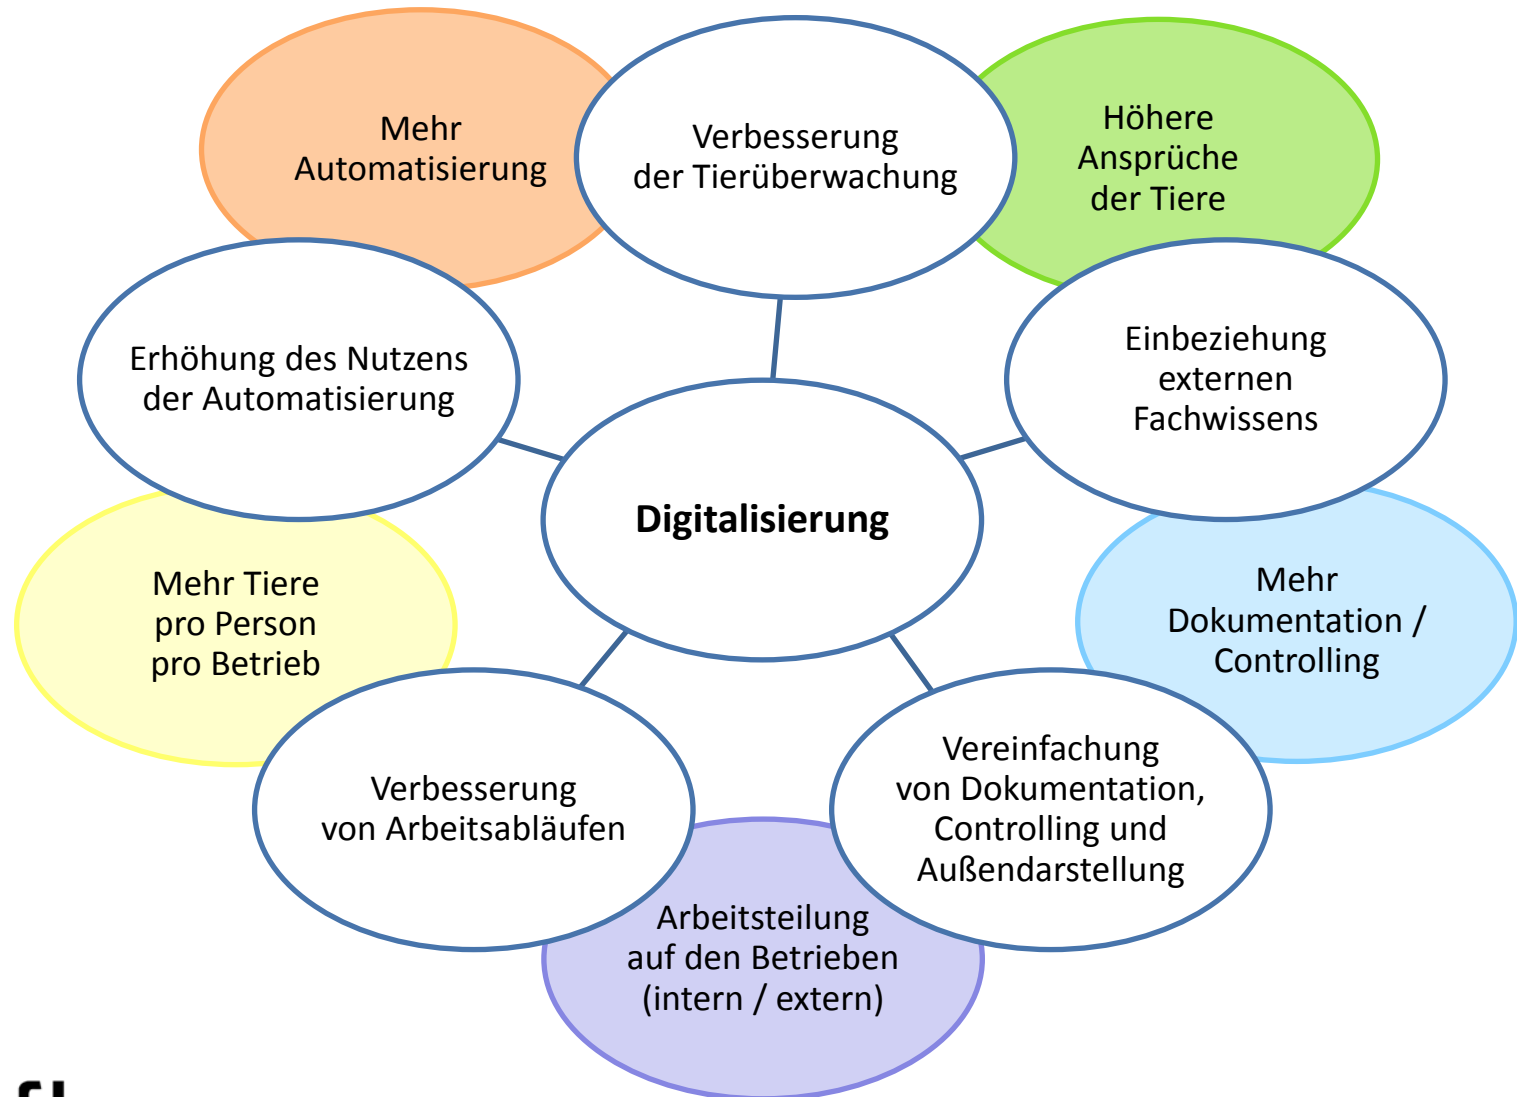 Mehr
Automatisierung
Verbesserung
der Tierüberwachung
Höhere
Ansprüche
der Tiere
Erhöhung des Nutzens
der Automatisierung
Einbeziehung
externen
Fachwissens
Digitalisierung
Mehr Tiere
pro Person
pro Betrieb
Mehr
Dokumentation /
Controlling
Verbesserung
von Arbeitsabläufen
Vereinfachung
von Dokumentation,
Controlling und
Außendarstellung
Arbeitsteilung
auf den Betrieben
(intern / extern)